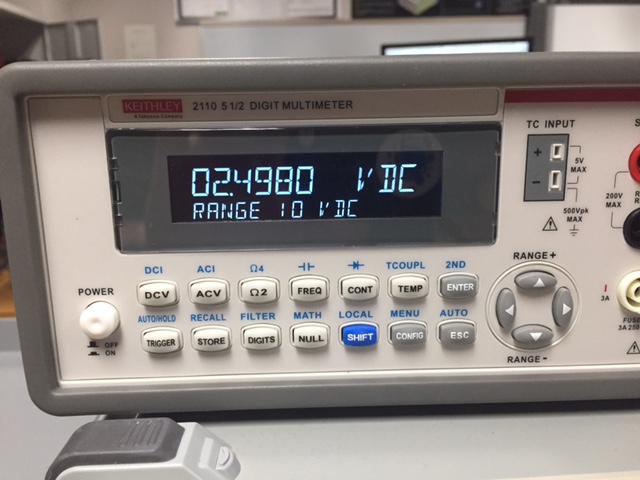 KEITHLEY 2110 5 1/2 DIGIT MULTIMETER
A Tektronix Company
02.4980 VDC
RANGE 10 VDC
TC INPUT
+
5V
MAX
-
500Vpk
MAX
200V
MAX
DCI ACI Ω4 TCOUPL 2ND
DCV ACV Ω2 FREQ CONT TEMP ENTER
POWER
AUTO/HOLD RECALL FILTER MATH LOCAL MENU AUTO
TRIGGER STORE DIGITS NULL SHIFT CONFIG ESC
OFF
ON
RANGE+
RANGE-
3A